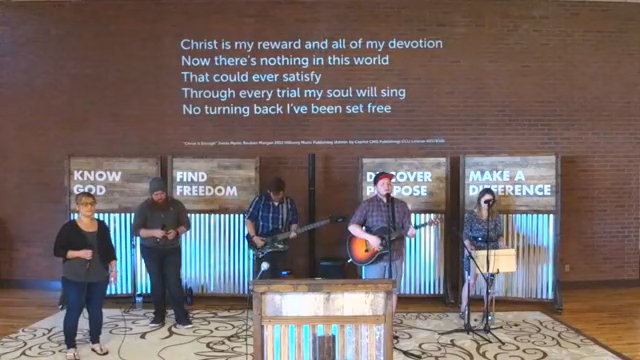 Christ is my reward and all of my devotion
Now there's nothing in this world
That could ever satisfy
Through every trial my soul will sing
No turning back I've been set free
KNOW
GOD
FIND
FREEDOM
DISCOVER
PURPOSE
MAKE A
DIFFERENCE